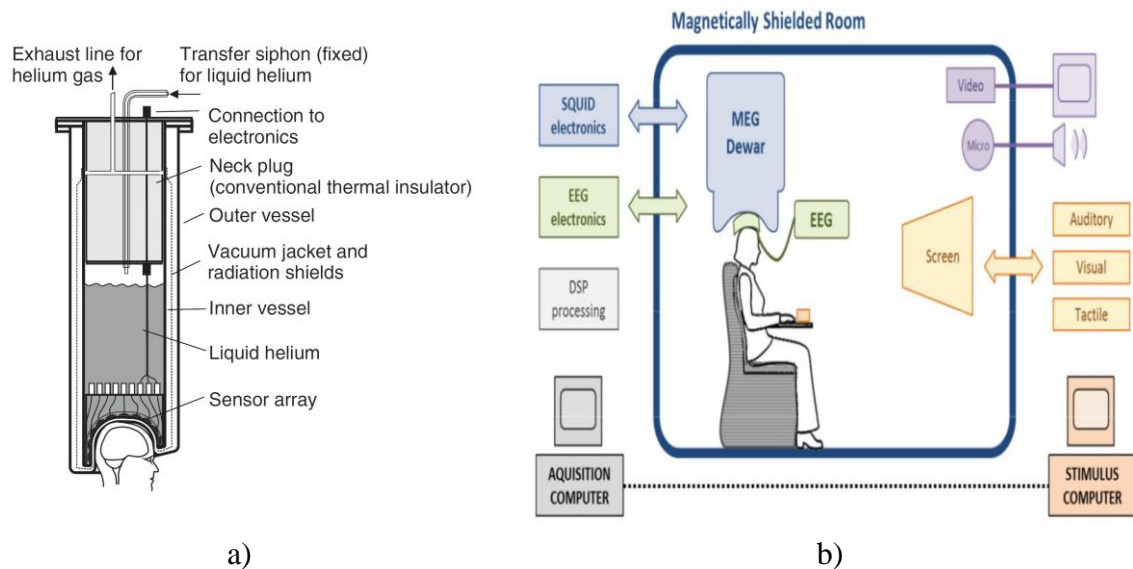 Exhaust line for
helium gas
Transfer siphon (fixed)
for liquid helium
Connection to
electronics
Neck plug
(conventional thermal insulator)
Outer vessel
Vacuum jacket and
radiation shields
Inner vessel
Liquid helium
Sensor array
a)
Magnetically Shielded Room
SQUID
electronics
EEG
electronics
DSP
processing
AQUISITION
COMPUTER
MEG
Dewar
EEG
Screen
Video
Micro
Auditory
Visual
Tactile
STIMULUS
COMPUTER
b)